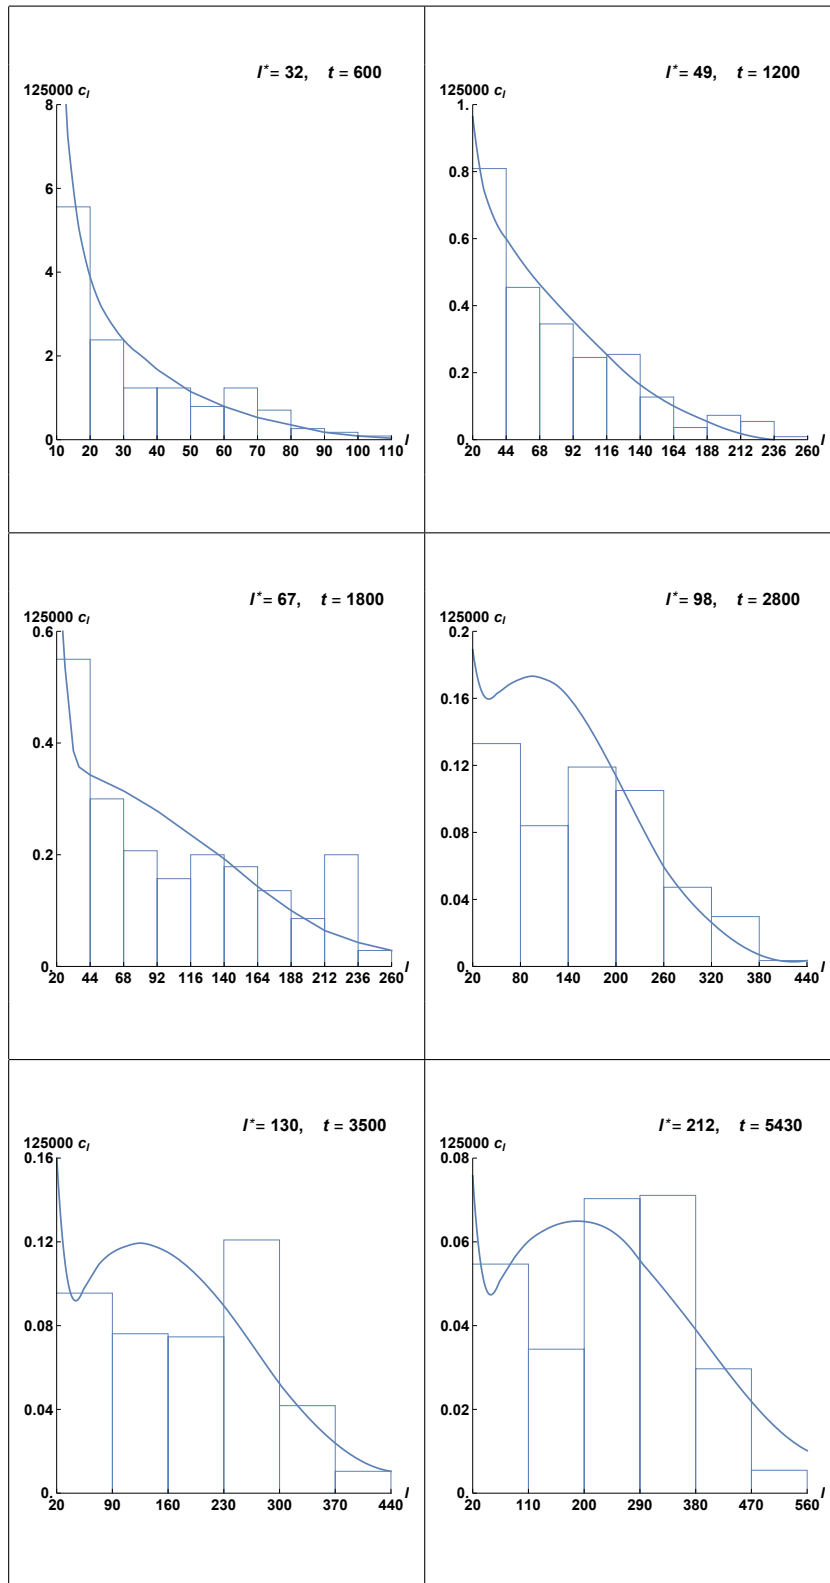 l* = 32, t = 600
125000 c_l
8
6
4
2
0
10 20 30 40 50 60 70 80 90 100 110 l
l* = 49, t = 1200
125000 c_l
1.
0.8
0.6
0.4
0.2
0.
20 44 68 92 116 140 164 188 212 236 260 l
l* = 67, t = 1800
125000 c_l
0.6
0.4
0.2
0.
20 44 68 92 116 140 164 188 212 236 260 l
l* = 98, t = 2800
125000 c_l
0.2
0.16
0.12
0.08
0.04
0.
20 80 140 200 260 320 380 440 l
l* = 130, t = 3500
125000 c_l
0.16
0.12
0.08
0.04
0.
20 90 160 230 300 370 440 l
l* = 212, t = 5430
125000 c_l
0.08
0.06
0.04
0.02
0.
20 110 200 290 380 470 560 l